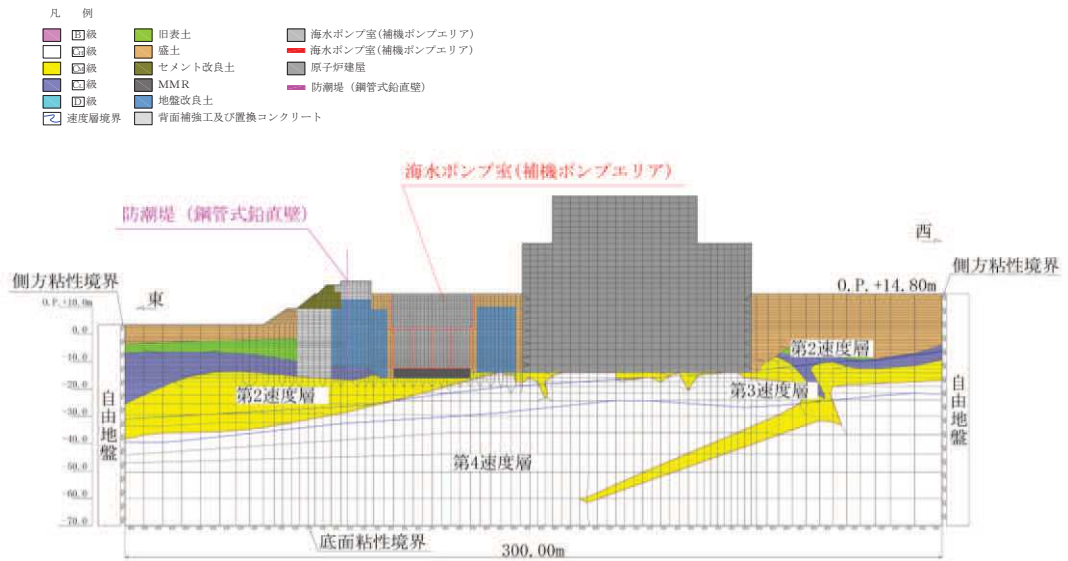 凡 例
B級
CH級
CM級
CL級
D級
速度層境界
旧表土
盛土
セメント改良土
MMR
地盤改良土
背面補強工及び置換コンクリート
海水ポンプ室(補機ポンプエリア)
海水ポンプ室(補機ポンプエリア)
原子炉建屋
防潮堤 (鋼管式鉛直壁)
海水ポンプ室(補機ポンプエリア)
防潮堤 (鋼管式鉛直壁)
西
側方粘性境界
側方粘性境界
O.P.+14.80m
東
O.P.+10.0m
0.0
-10.0
-20.0
-30.0
-40.0
-50.0
-60.0
-70.0
自由地盤
第2速度層
第2速度層
第3速度層
第4速度層
自由地盤
底面粘性境界
300.00m